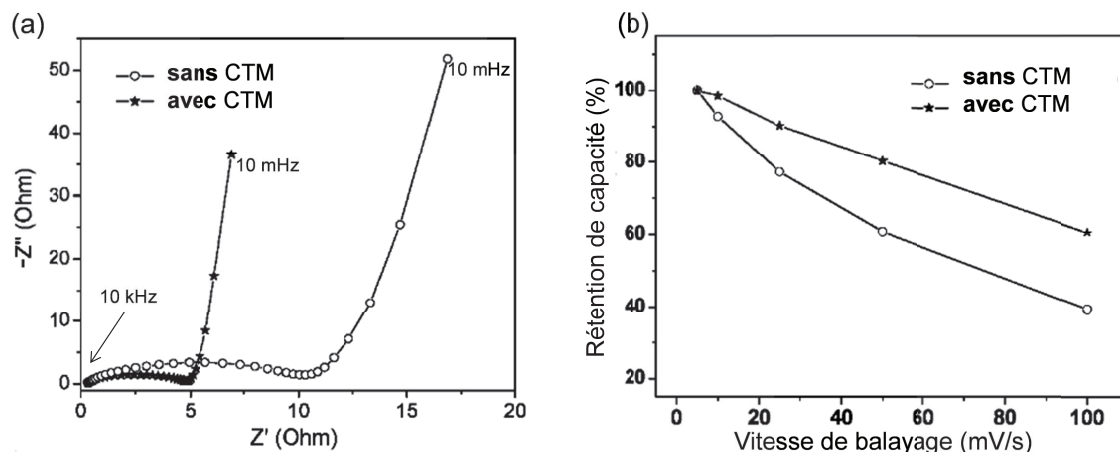 (a)
50
40
30
20
10
0
-Z'' (Ohm)
sans CTM
avec CTM
10 mHz
10 mHz
10 kHz
0
5
10
15
20
Z' (Ohm)
(b)
100
80
60
40
20
Rétention de capacité (%)
sans CTM
avec CTM
0
20
40
60
80
100
Vitesse de balayage (mV/s)